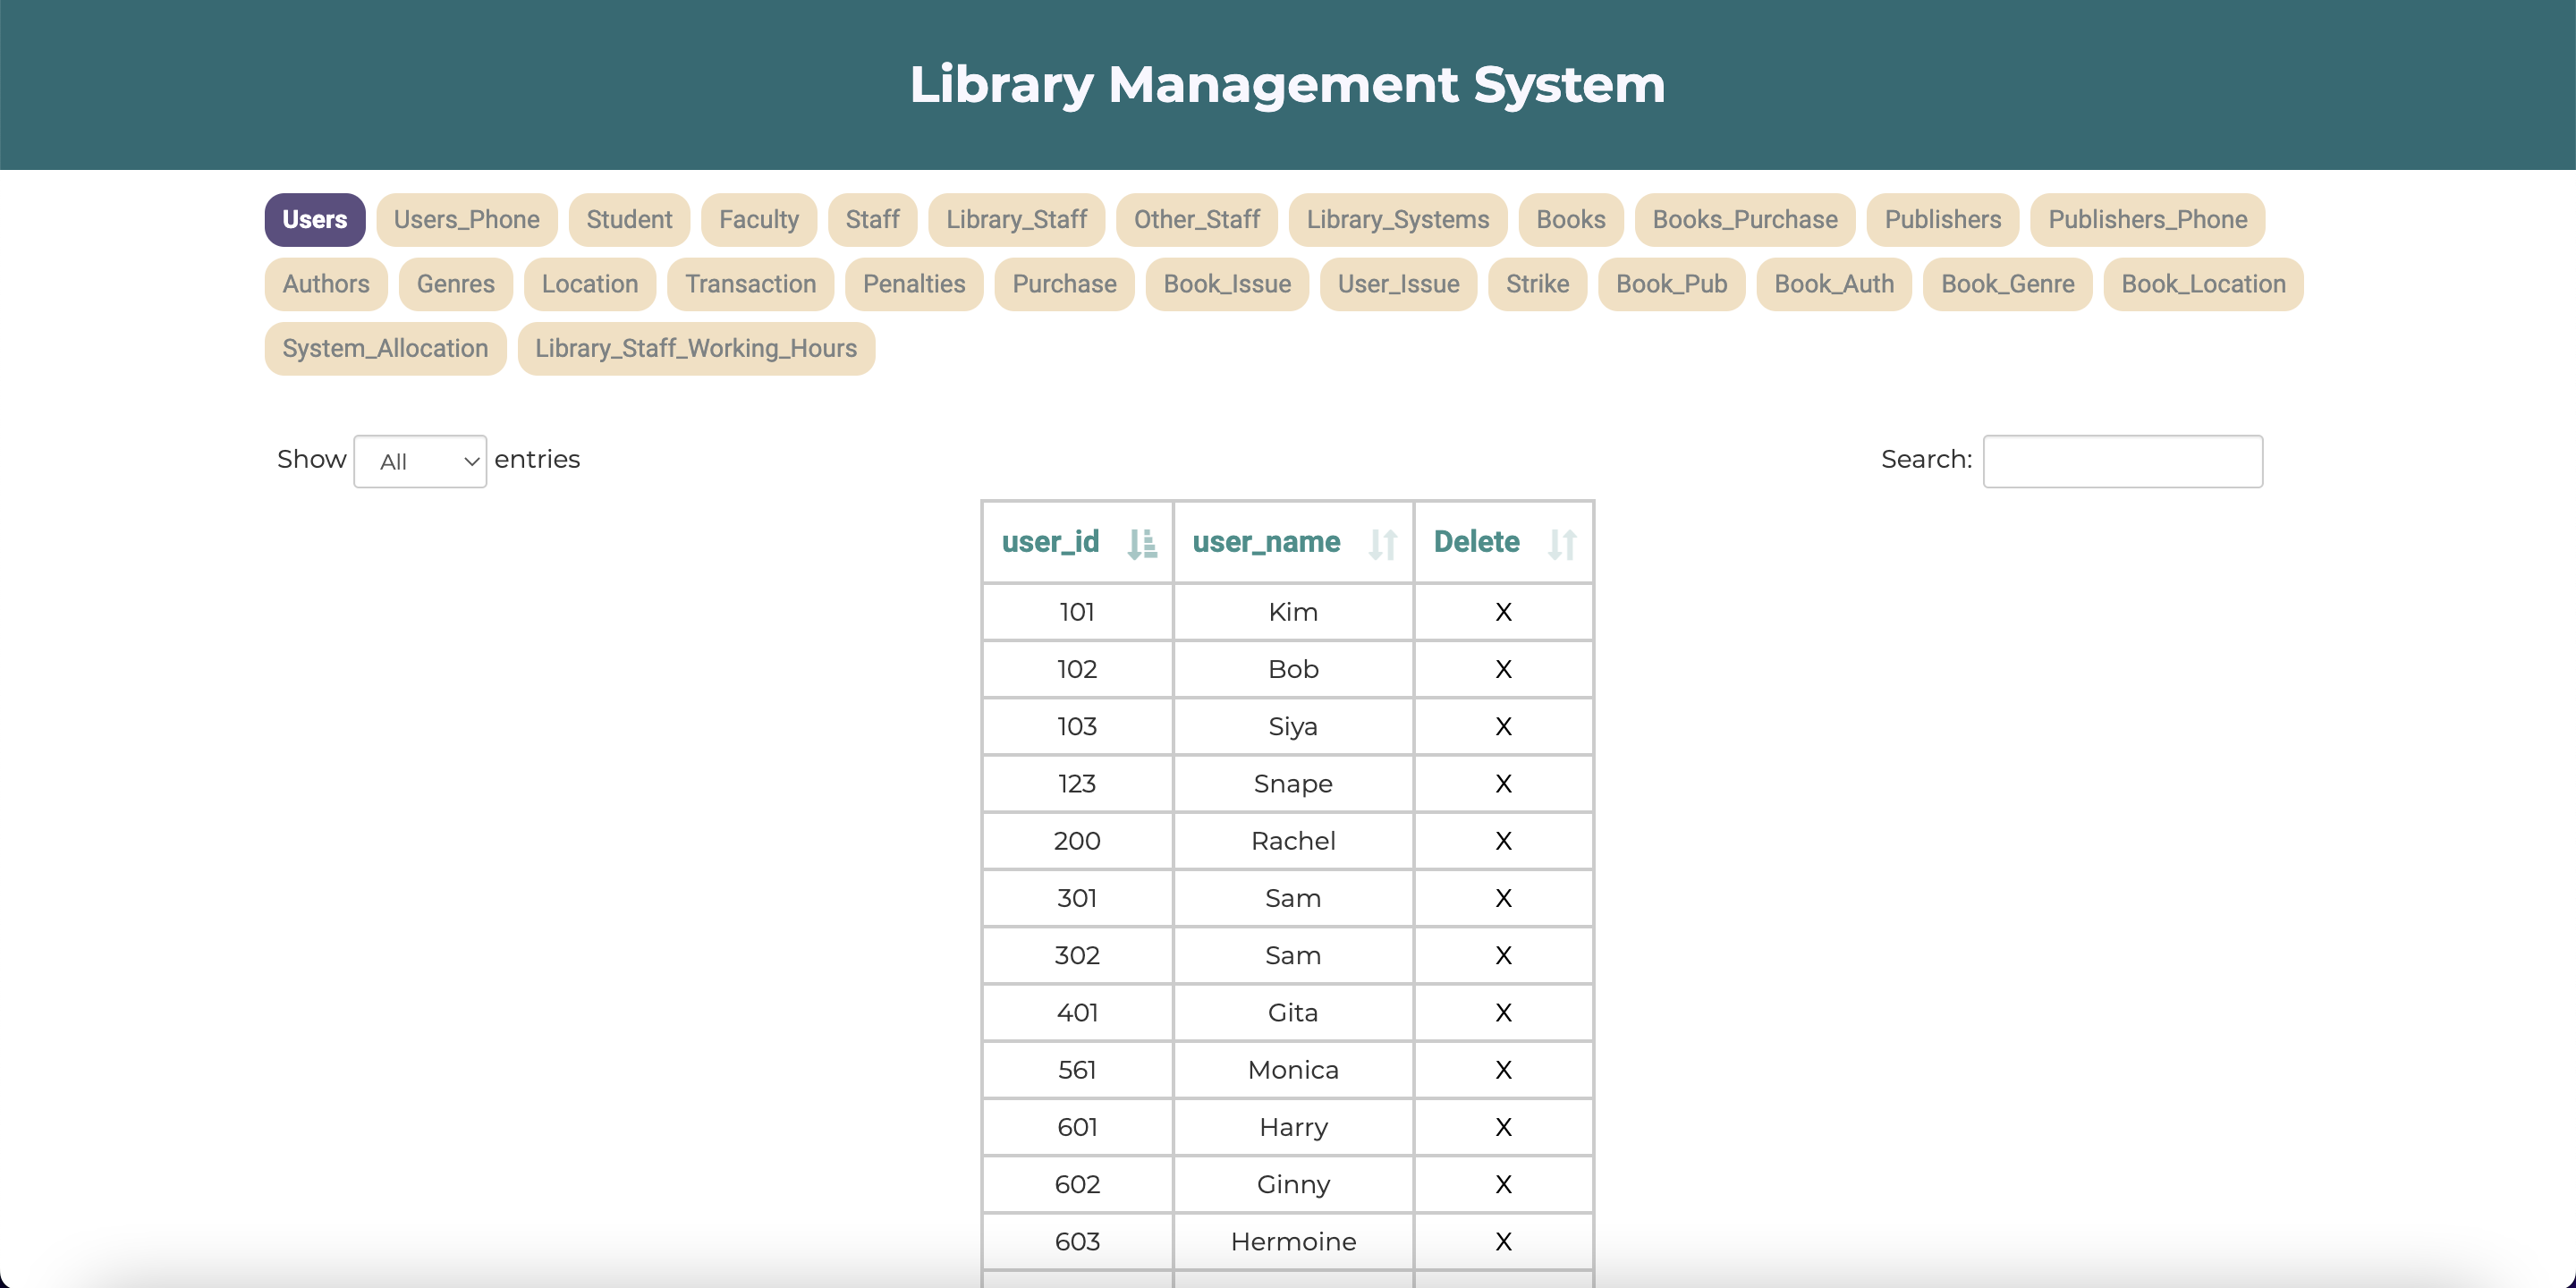 Library Management System
Users Users_Phone Student Faculty Staff Library_Staff Other_Staff Library_Systems Books Books_Purchase Publishers Publishers_Phone
Authors Genres Location Transaction Penalties Purchase Book_Issue User_Issue Strike Book_Pub Book_Auth Book_Genre Book_Location
System_Allocation Library_Staff_Working_Hours
Show All entries Search:
user_id user_name Delete
101 Kim X
102 Bob X
103 Siya X
123 Snape X
200 Rachel X
301 Sam X
302 Sam X
401 Gita X
561 Monica X
601 Harry X
602 Ginny X
603 Hermoine X